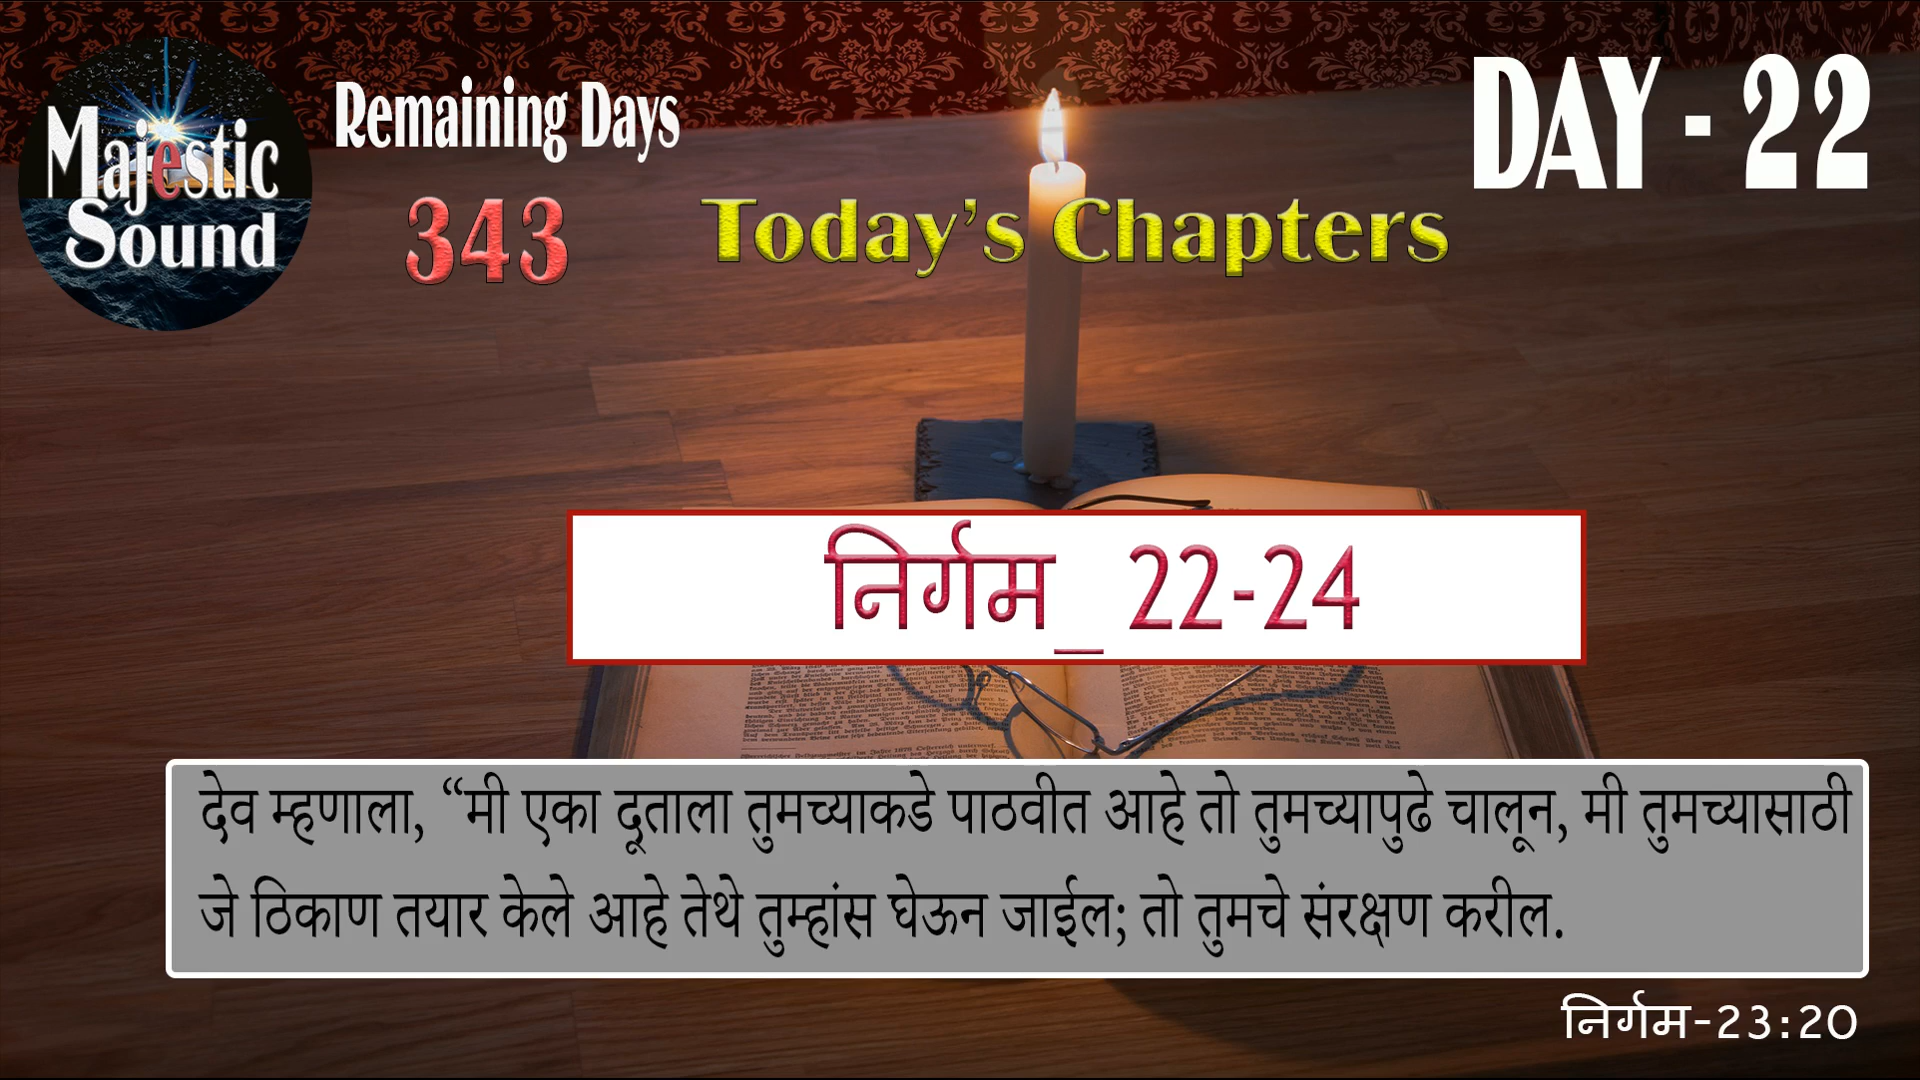 Majestic
Sound
Remaining Days
343
DAY - 22
Today's Chapters
निर्गम_ 22-24
देव म्हणाला, “मी एका दूताला तुमच्याकडे पाठवीत आहे तो तुमच्यापुढे चालून, मी तुमच्यासाठी
जे ठिकाण तयार केले आहे तेथे तुम्हांस घेऊन जाईल; तो तुमचे संरक्षण करील.
निर्गम-23:20